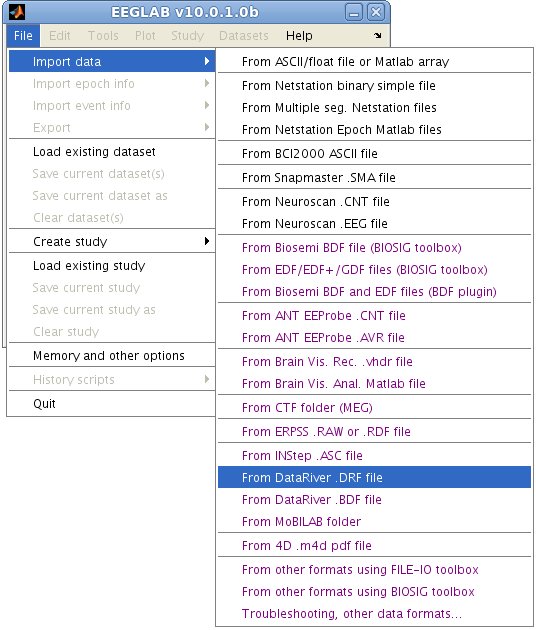 EEGLAB v10.0.1.0b
File Edit Tools Plot Study Datasets Help
Import data
Import epoch info
Import event info
Export
Load existing dataset
Save current dataset(s)
Save current dataset as
Clear dataset(s)
Create study
Load existing study
Save current study
Save current study as
Clear study
Memory and other options
History scripts
Quit
From ASCII/float file or Matlab array
From Netstation binary simple file
From Multiple seg. Netstation files
From Netstation Epoch Matlab files
From BCI2000 ASCII file
From Snapmaster .SMA file
From Neuroscan .CNT file
From Neuroscan .EEG file
From Biosemi BDF file (BIOSIG toolbox)
From EDF/EDF+/GDF files (BIOSIG toolbox)
From Biosemi BDF and EDF files (BDF plugin)
From ANT EEProbe .CNT file
From ANT EEProbe .AVR file
From Brain Vis. Rec. .vhdr file
From Brain Vis. Anal. Matlab file
From CTF folder (MEG)
From ERPSS .RAW or .RDF file
From INStep .ASC file
From DataRiver .DRF file
From DataRiver .BDF file
From MoBILAB folder
From 4D .m4d pdf file
From other formats using FILE-IO toolbox
From other formats using BIOSIG toolbox
Troubleshooting, other data formats...